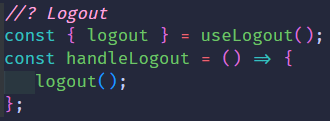 //? Logout
const { logout } = useLogout();
const handleLogout = () => {
    logout();
};